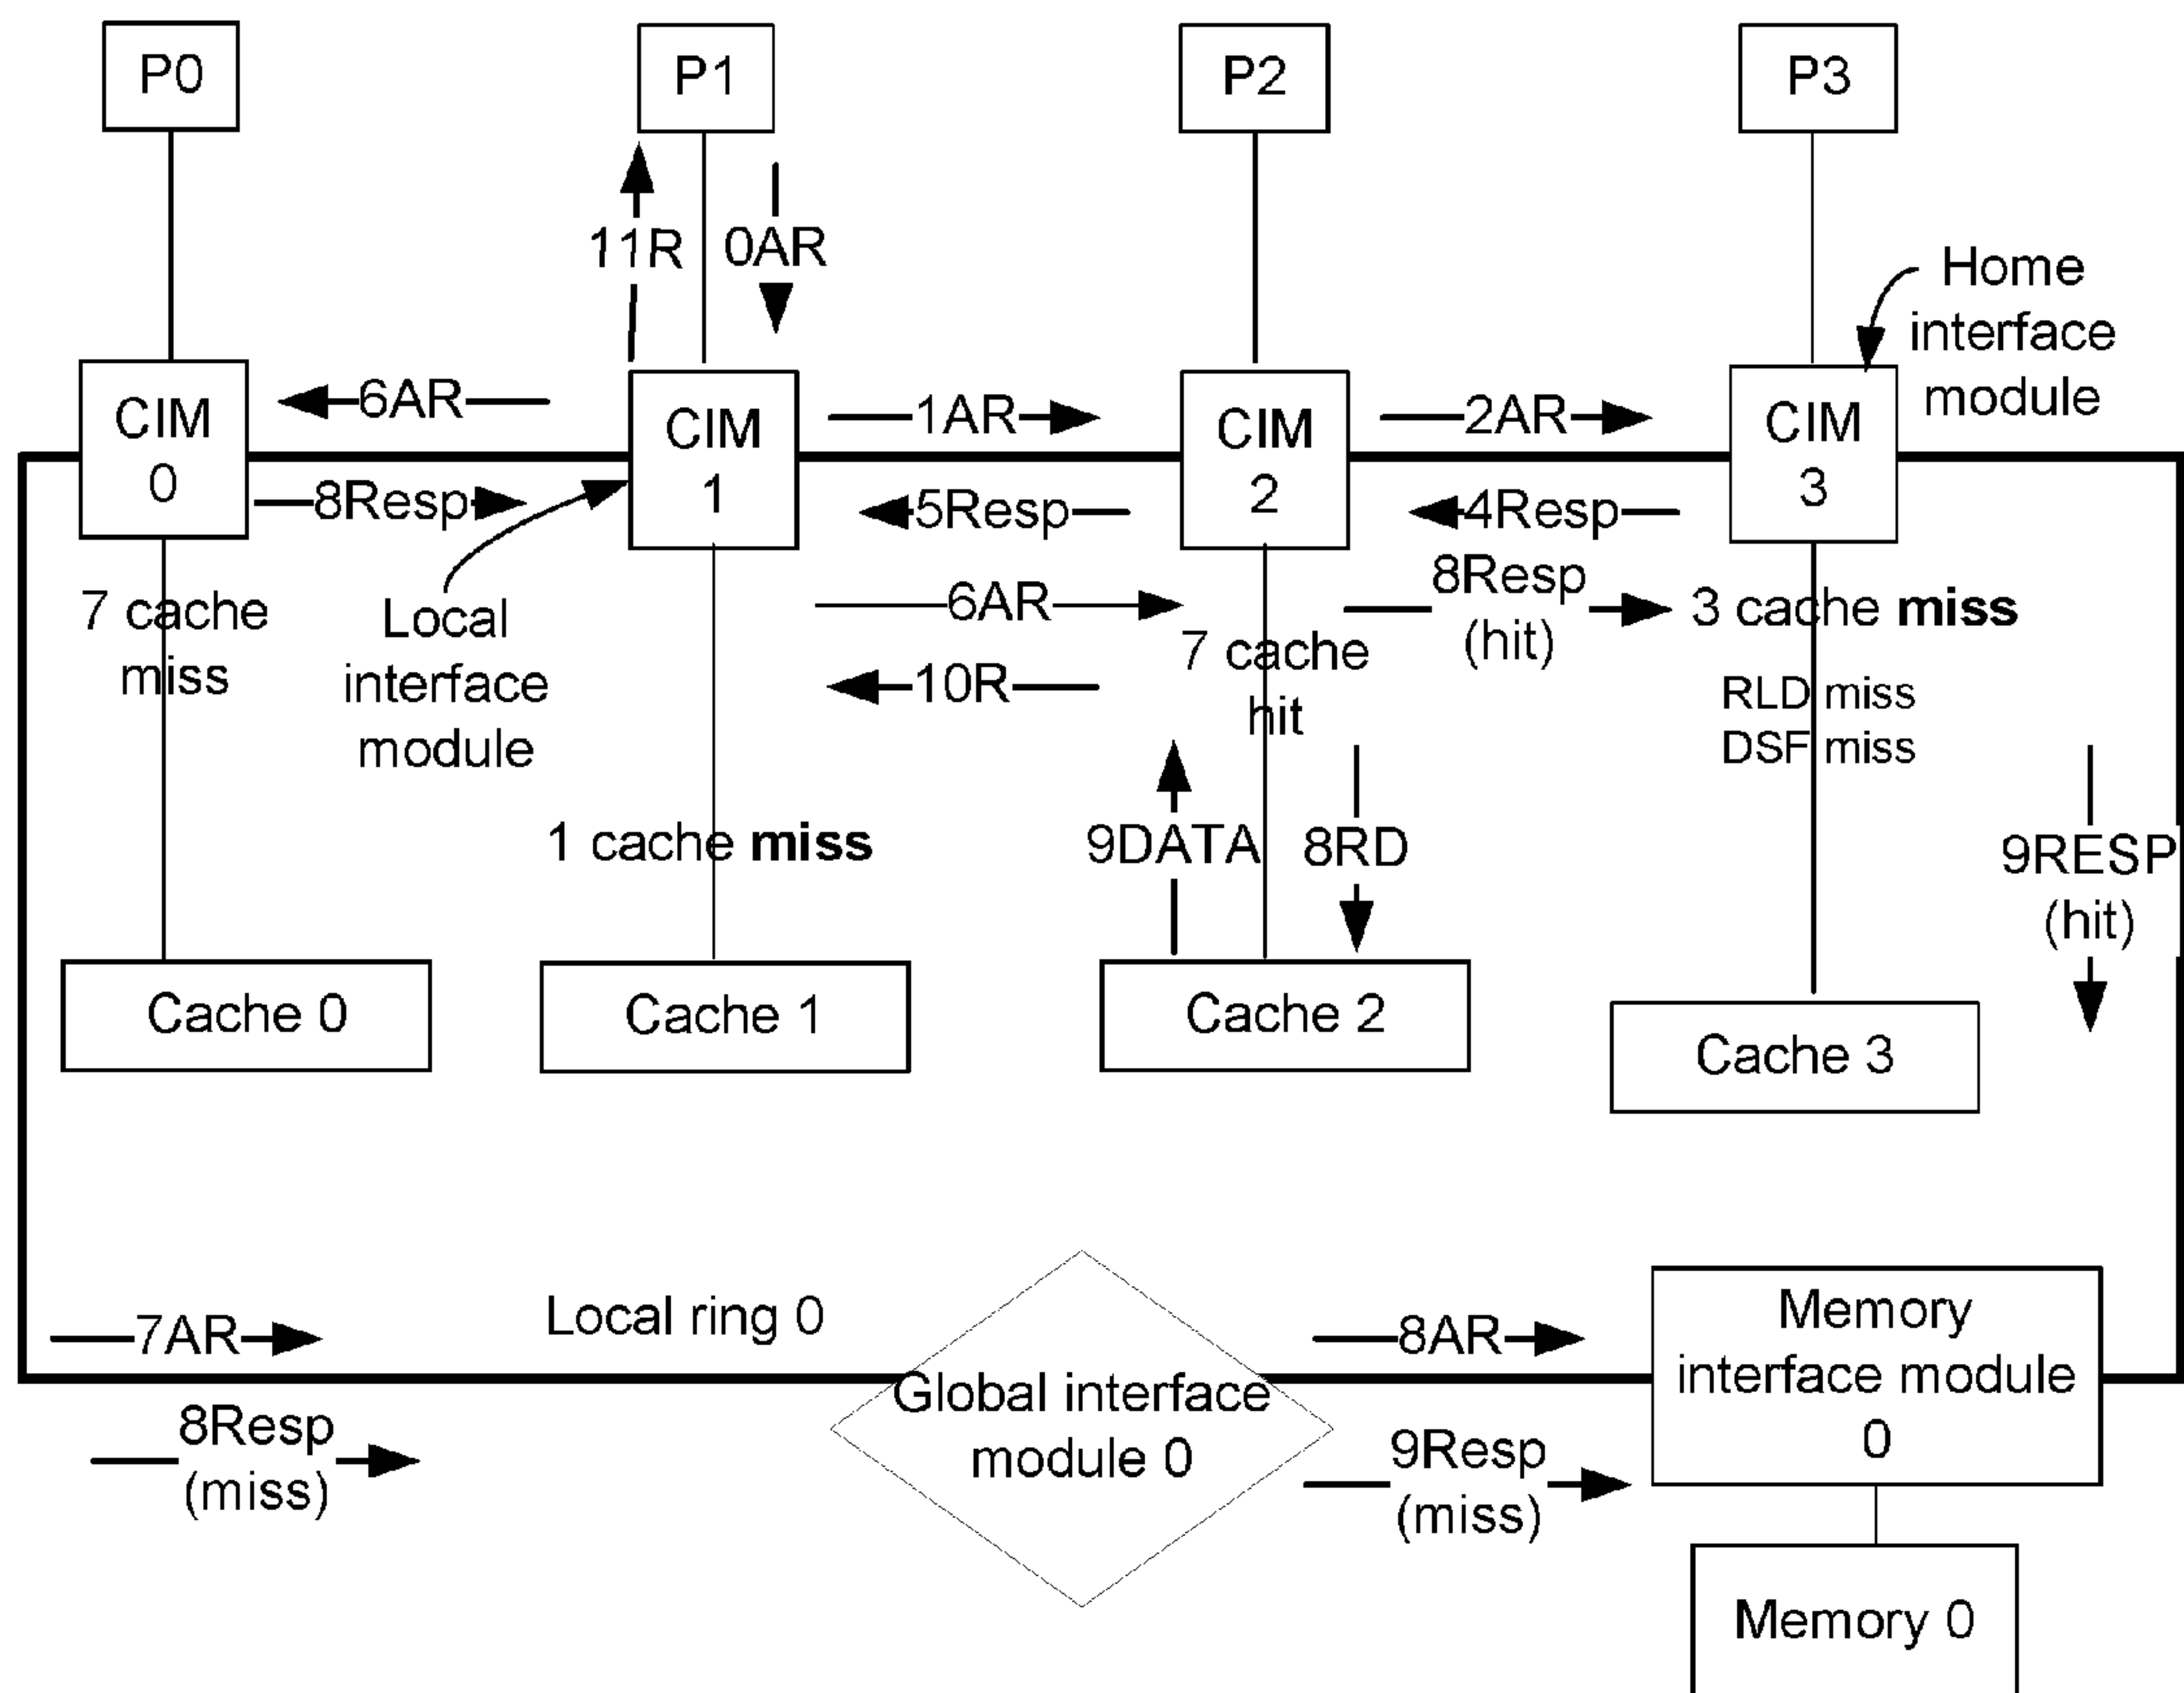 P0
P1
P2
P3
11R
0AR
Home
interface
module
CIM
0
6AR
CIM
1
1AR
CIM
2
2AR
CIM
3
8Resp
5Resp
4Resp
7 cache
miss
Local
interface
module
6AR
10R
7 cache
hit
8Resp
(hit)
3 cache miss
RLD miss
DSF miss
1 cache miss
9DATA
8RD
9RESP
(hit)
Cache 0
Cache 1
Cache 2
Cache 3
7AR
Local ring 0
8Resp
(miss)
Global interface
module 0
8AR
9Resp
(miss)
Memory
interface module
0
Memory 0